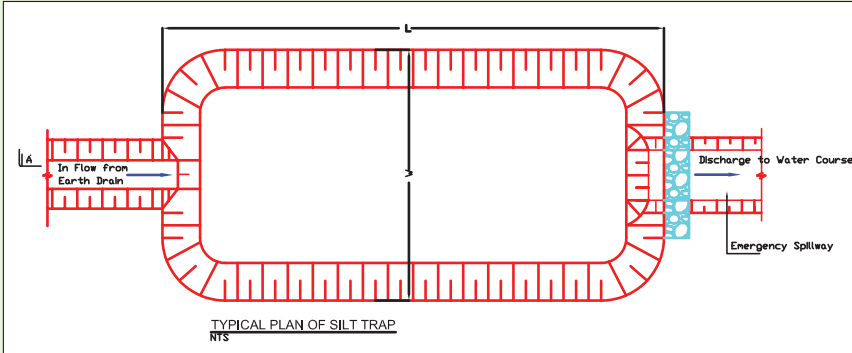 L
A
In Flow from
Earth Drain
W
Discharge to Water Course
Emergency Spillway
TYPICAL PLAN OF SILT TRAP
NTS